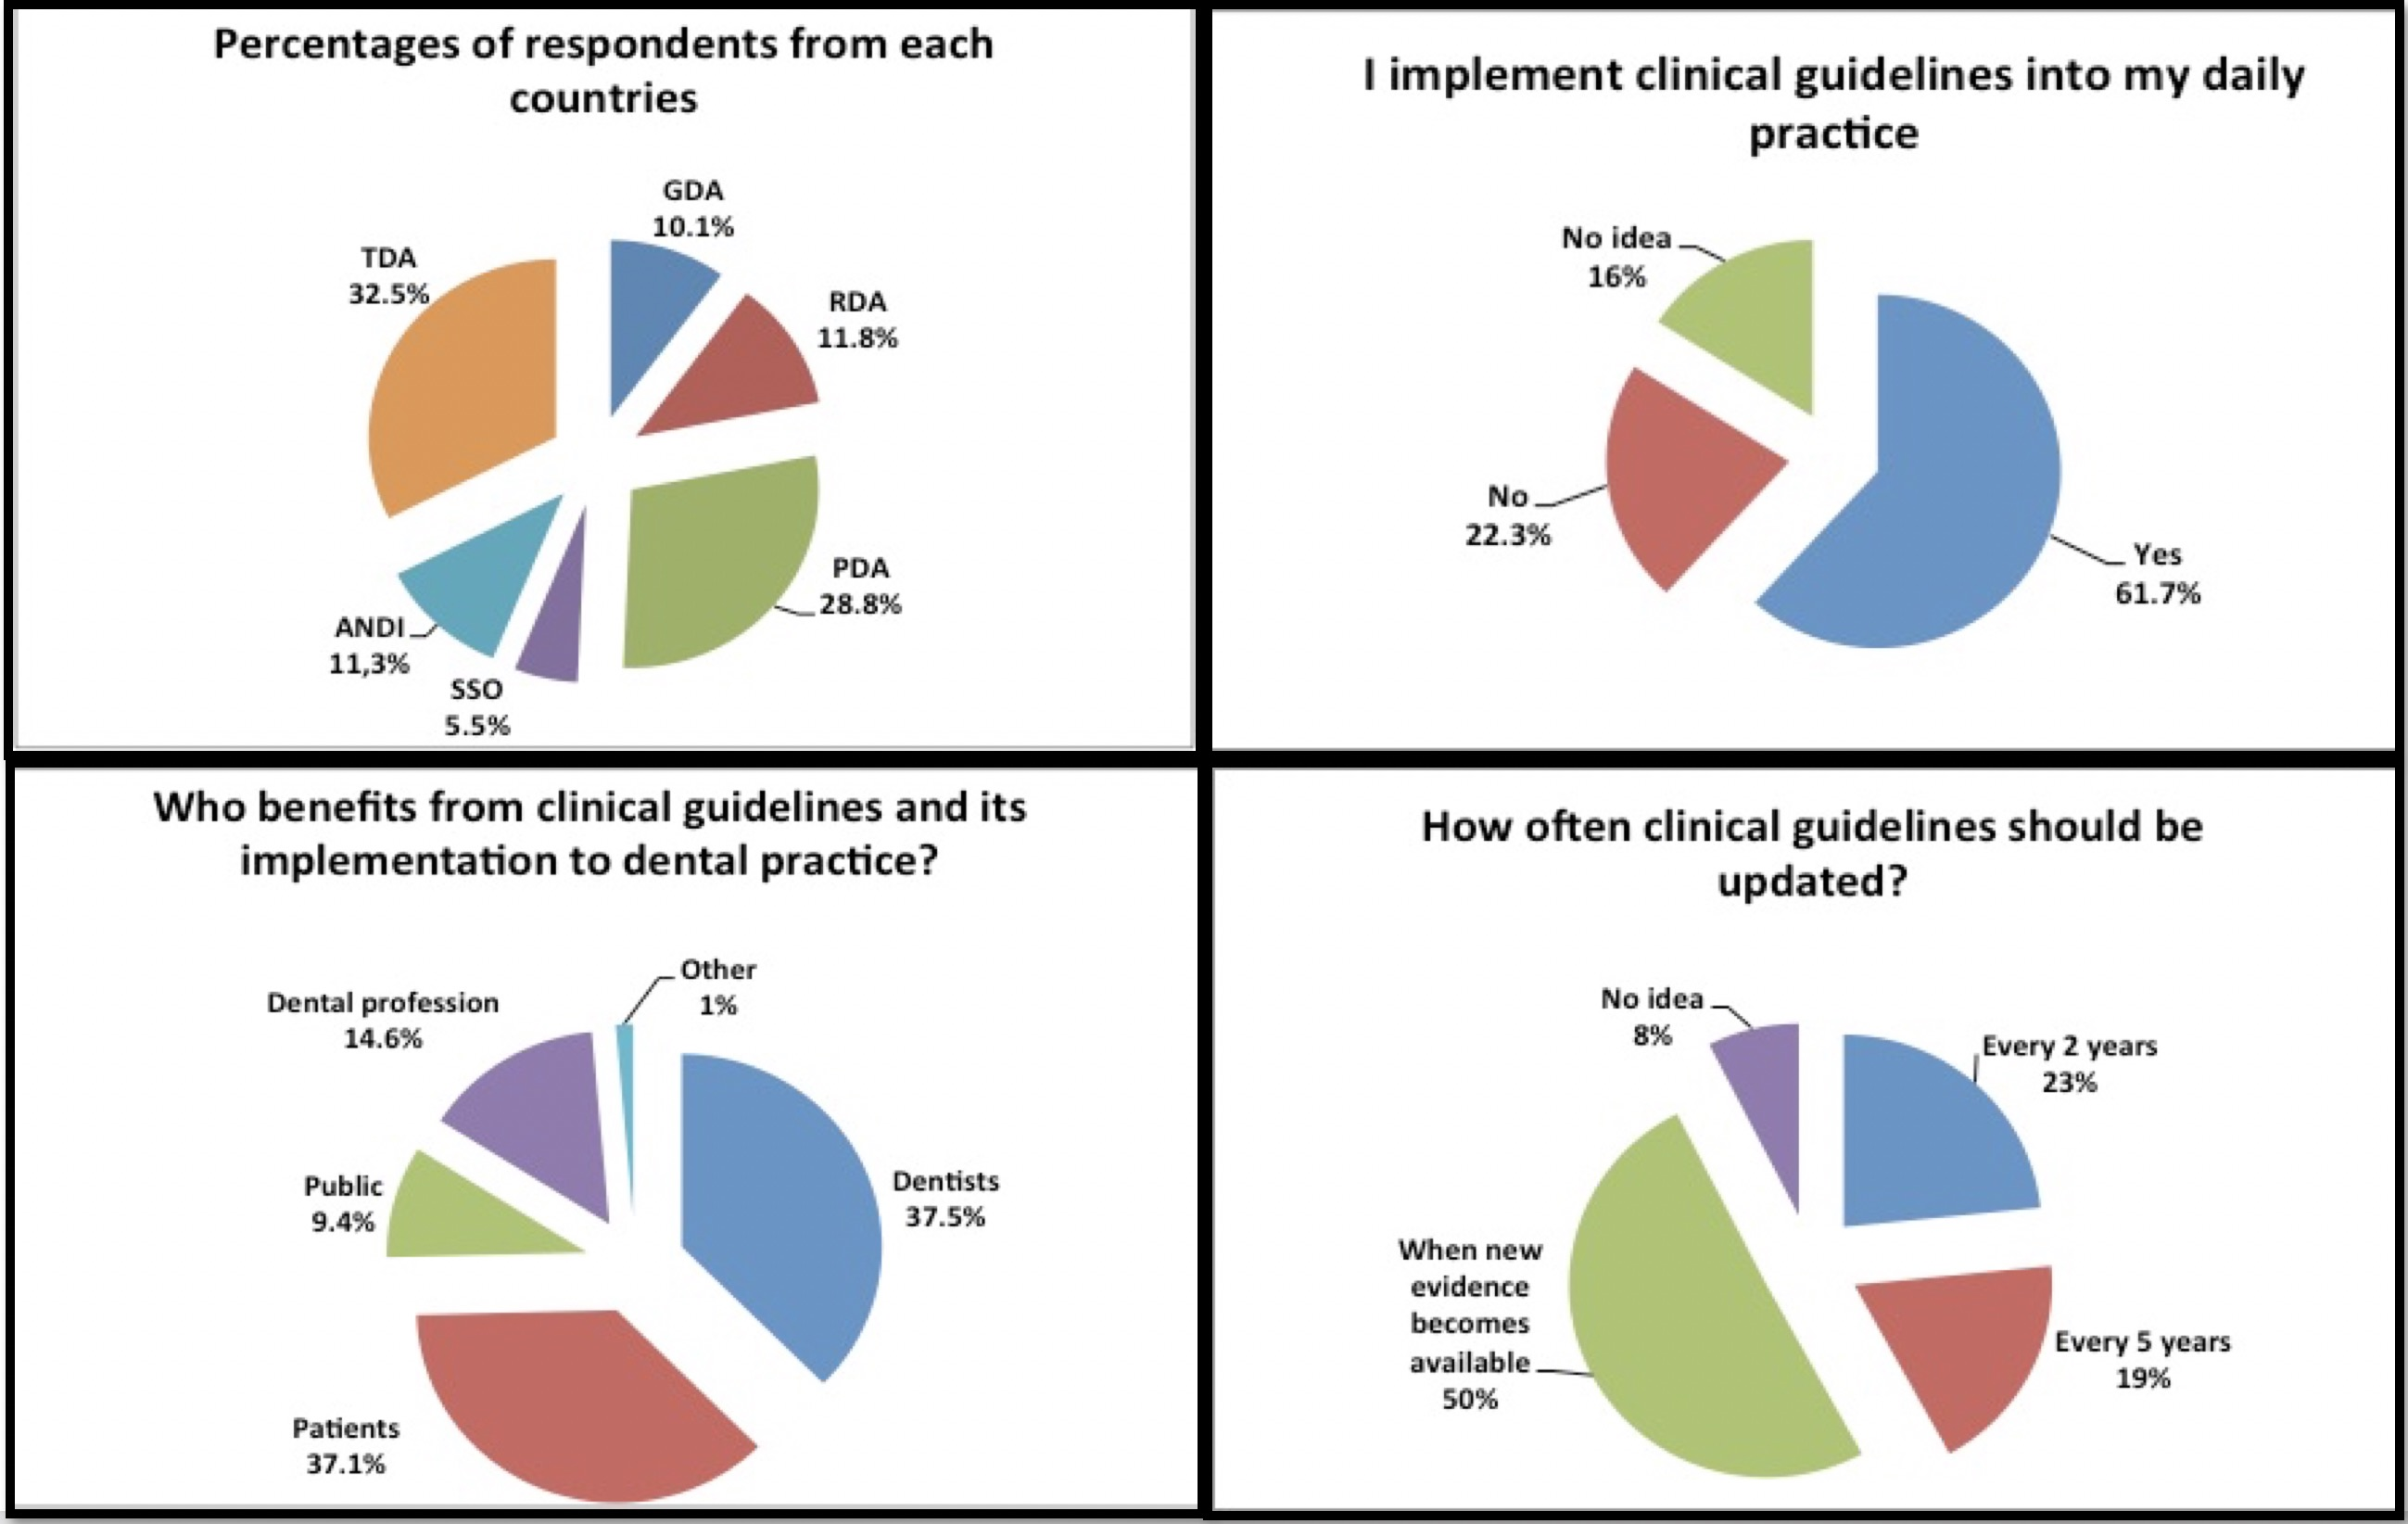 Percentages of respondents from each
countries
GDA
10.1%
RDA
11.8%
PDA
28.8%
SSO
5.5%
ANDI
11,3%
TDA
32.5%
I implement clinical guidelines into my daily
practice
No idea
16%
No
22.3%
Yes
61.7%
Who benefits from clinical guidelines and its
implementation to dental practice?
Other
1%
Dental profession
14.6%
Public
9.4%
Dentists
37.5%
Patients
37.1%
How often clinical guidelines should be
updated?
No idea
8%
Every 2 years
23%
When new
evidence
becomes
available
50%
Every 5 years
19%